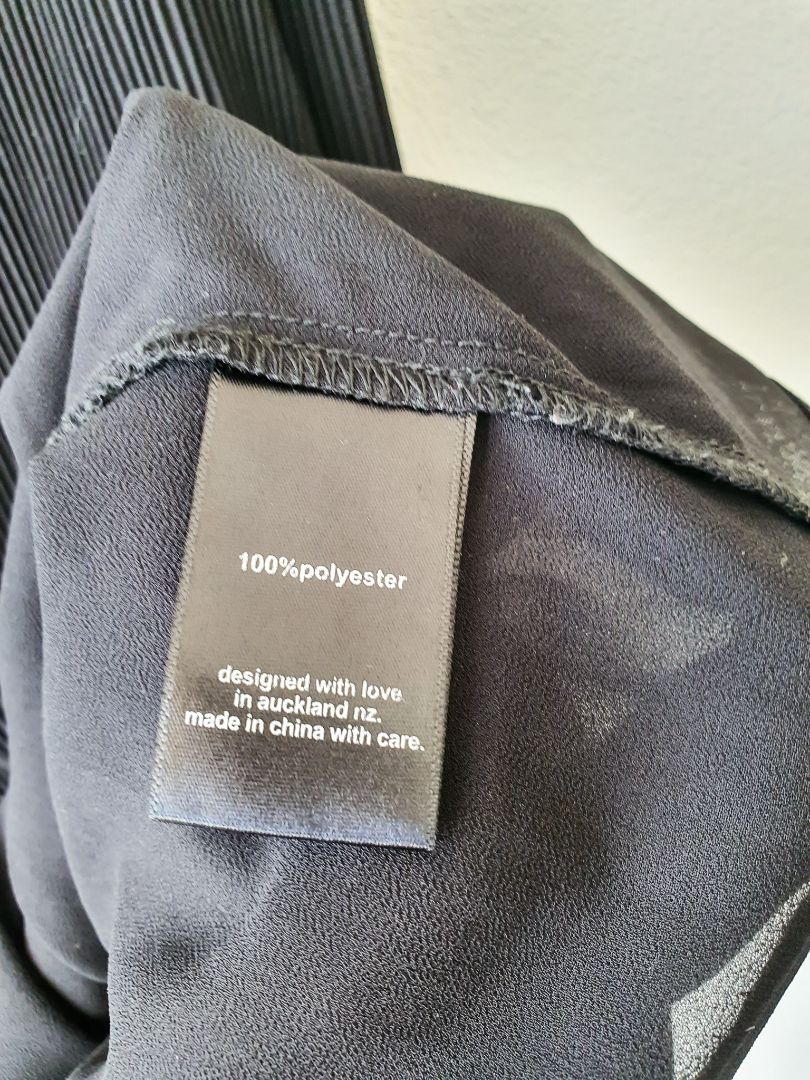 100%polyester
designed with love
in auckland nz.
made in china with care.